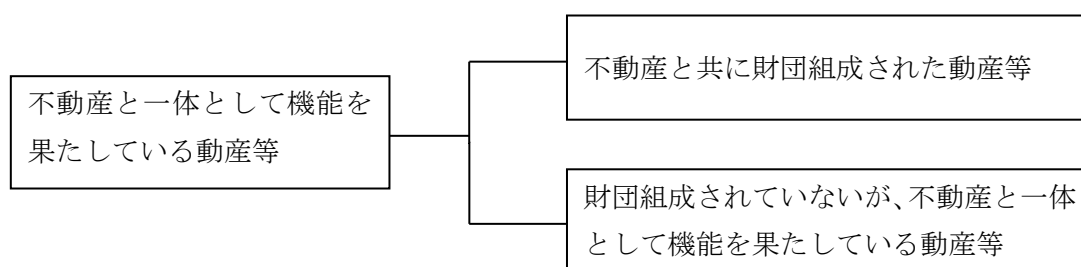 不動産と一体として機能を
果たしている動産等
不動産と共に財団組成された動産等
財団組成されていないが、不動産と一体
として機能を果たしている動産等